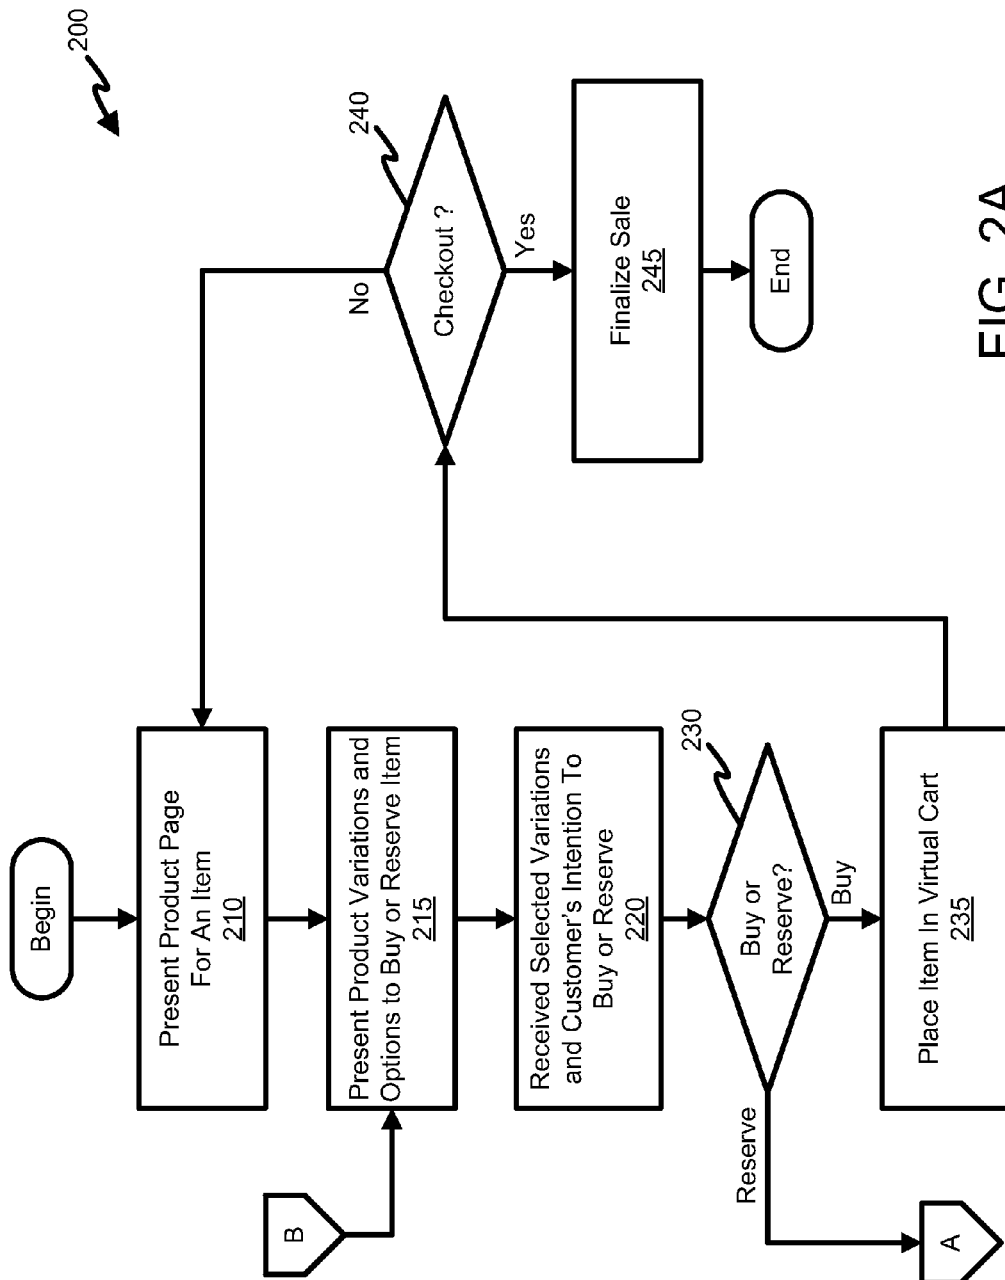 200
Begin
Present Product Page
For An Item
210
B
Present Product Variations and
Options to Buy or Reserve Item
215
Received Selected Variations
and Customer's Intention To
Buy or Reserve
220
230
Buy or
Reserve?
Reserve
Buy
A
Place Item In Virtual Cart
235
240
Checkout ?
No
Yes
Finalize Sale
245
End
FIG. 2A